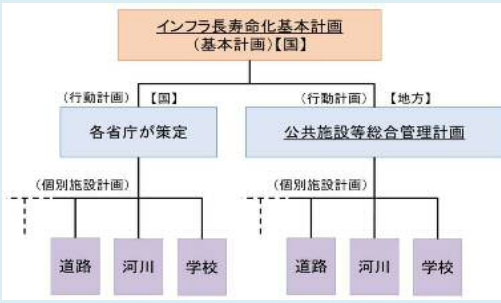 インフラ長寿命化基本計画
(基本計画)【国】
(行動計画) 【国】
(行動計画) 【地方】
各省庁が策定
公共施設等総合管理計画
(個別施設計画)
(個別施設計画)
道路 河川 学校
道路 河川 学校